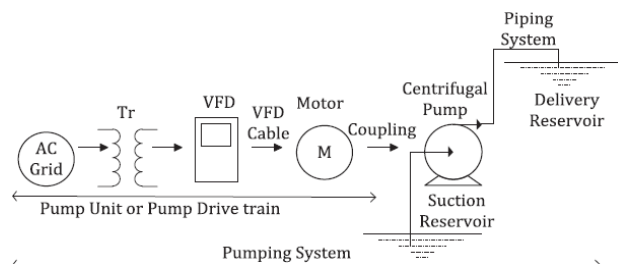 Piping
System
Centrifugal
Pump
Delivery
Reservoir
Tr
VFD
VFD
Cable
Motor
Coupling
AC
Grid
M
Suction
Reservoir
Pump Unit or Pump Drive train
Pumping System